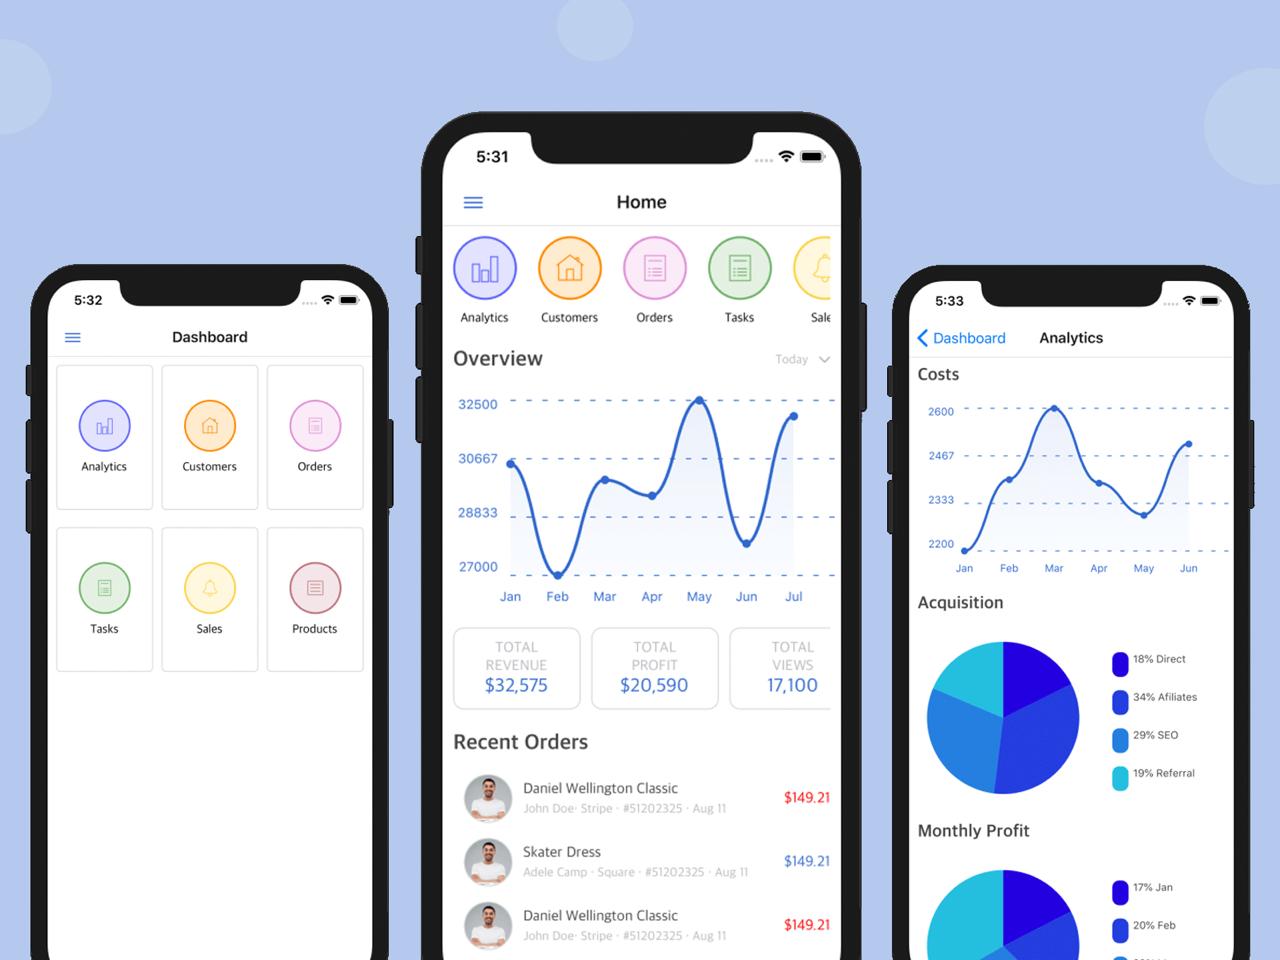 5:32
Dashboard
Analytics
Customers
Orders
Tasks
Sales
Products
5:31
Home
Analytics
Customers
Orders
Tasks
Sale
Overview
Today
32500
30667
28833
27000
Jan Feb Mar Apr May Jun Jul
TOTAL
REVENUE
$32,575
TOTAL
PROFIT
$20,590
TOTAL
VIEWS
17,100
Recent Orders
Daniel Wellington Classic
John Doe· Stripe · #51202325 · Aug 11
$149.21
Skater Dress
Adele Camp · Square · #51202325 · Aug 11
$149.21
Daniel Wellington Classic
John Doe· Stripe · #51202325 · Aug 11
$149.21
5:33
Dashboard
Analytics
Costs
2600
2467
2333
2200
Jan Feb Mar Apr May Jun
Acquisition
18% Direct
34% Afiliates
29% SEO
19% Referral
Monthly Profit
17% Jan
20% Feb